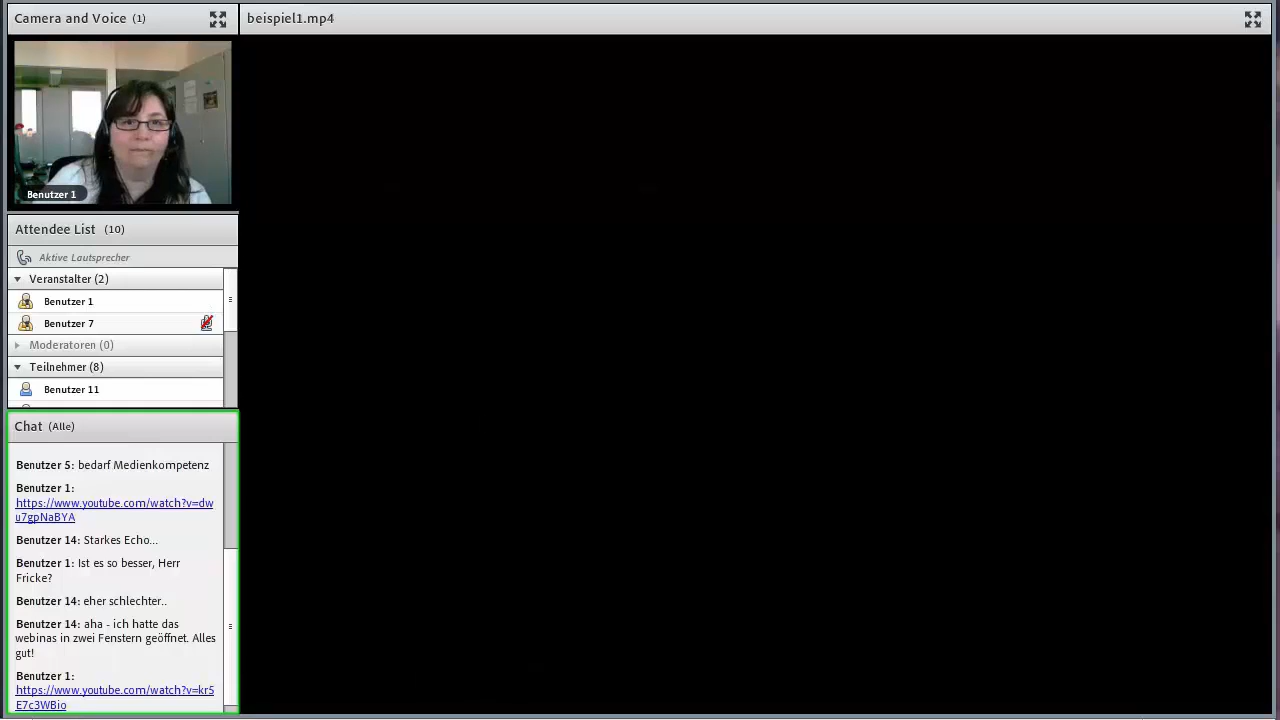 Camera and Voice (1)
beispiel1.mp4
Benutzer 1
Attendee List (10)
Aktive Lautsprecher
Veranstalter (2)
Benutzer 1
Benutzer 7
Moderatoren (0)
Teilnehmer (8)
Benutzer 11
Chat (Alle)
Benutzer 5: bedarf Medienkompetenz
Benutzer 1:
https://www.youtube.com/watch?v=dw
u7gpNaBYA
Benutzer 14: Starkes Echo...
Benutzer 1: Ist es so besser, Herr
Fricke?
Benutzer 14: eher schlechter..
Benutzer 14: aha - ich hatte das
webinas in zwei Fenstern geöffnet. Alles
gut!
Benutzer 1:
https://www.youtube.com/watch?v=kr5
E7c3WBio